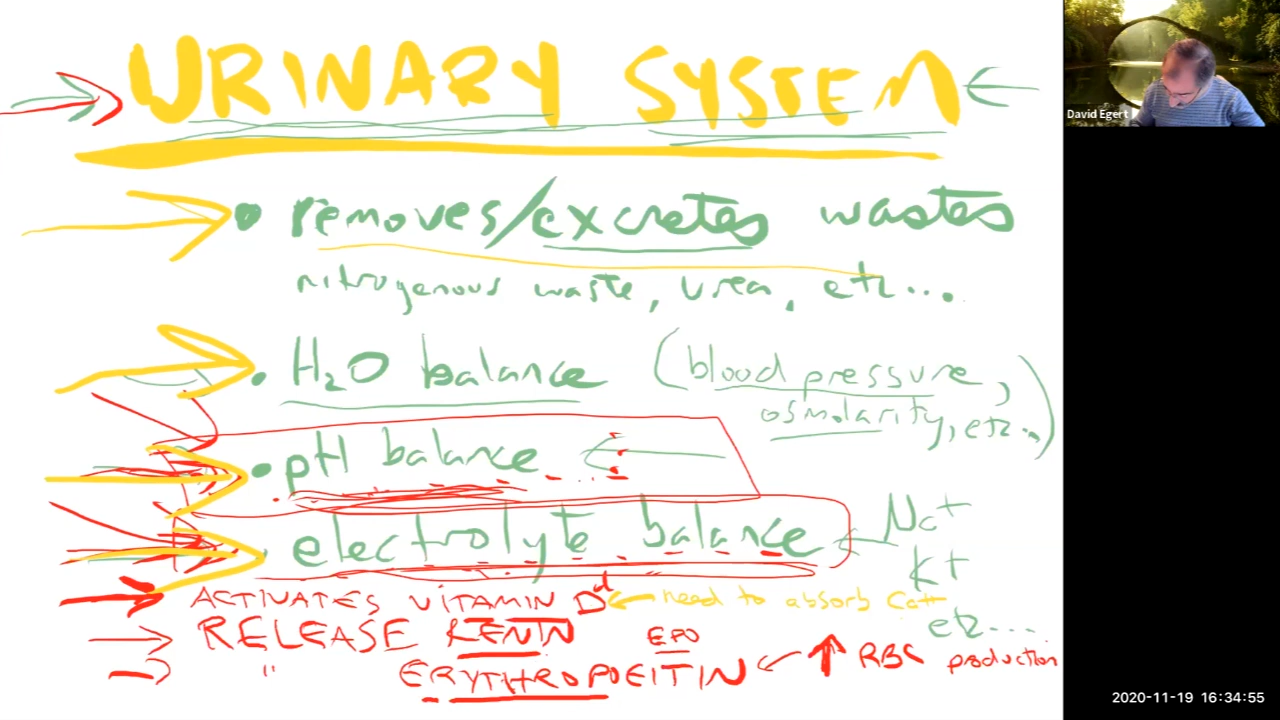 URINARY SYSTEM
David Egert
• removes/excretes wastes
nitrogenous waste, urea, etc...
• H₂O balance (blood pressure,
osmolarity, etc...)
• pH balance
• electrolyte balance
Na+
K+
etc...
ACTIVATES VITAMIN D need to absorb Ca++
RELEASE RENIN
" ERYTHROPOEITIN
EPO
↑ RBC production
2020-11-19 16:34:55